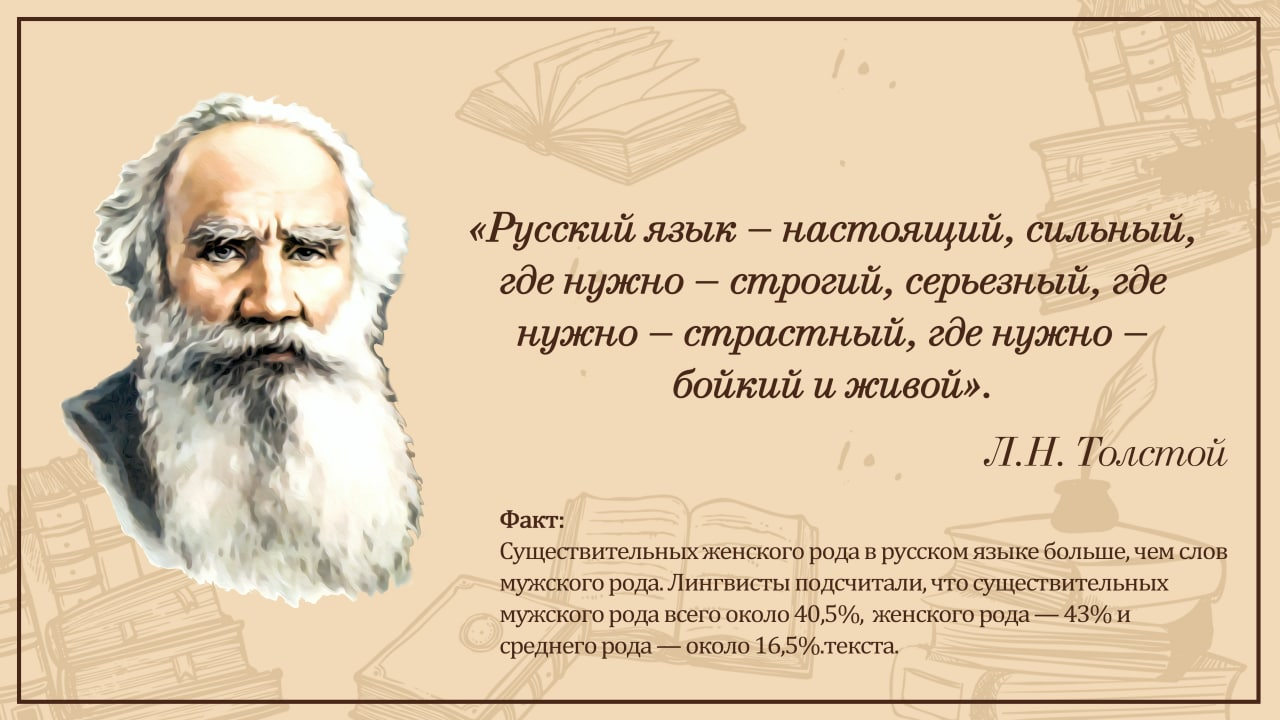 «Русский язык – настоящий, сильный,
где нужно – строгий, серьезный, где
нужно – страстный, где нужно –
бойкий и живой».
Л.Н. Толстой
Факт:
Существительных женского рода в русском языке больше, чем слов
мужского рода. Лингвисты подсчитали, что существительных
мужского рода всего около 40,5%, женского рода — 43% и
среднего рода — около 16,5%.текста.